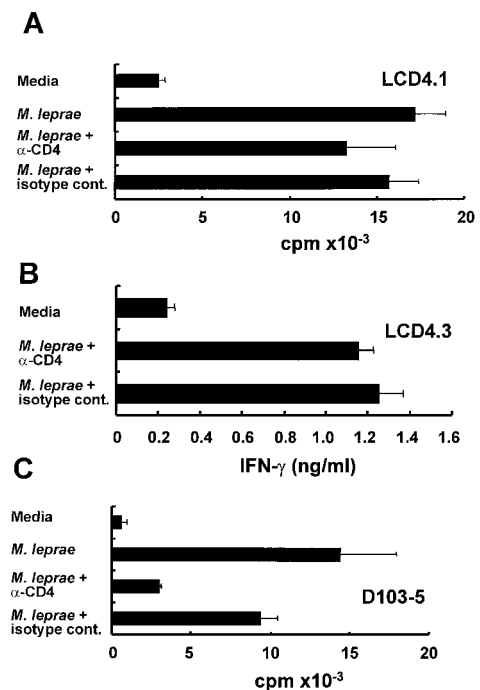 A
LCD4.1
Media
M. leprae
M. leprae +
α-CD4
M. leprae +
isotype cont.
0 5 10 15 20
cpm x10-3
B
LCD4.3
Media
M. leprae +
α-CD4
M. leprae +
isotype cont.
0 0.2 0.4 0.6 0.8 1.0 1.2 1.4 1.6
IFN-γ (ng/ml)
C
Media
M. leprae
M. leprae +
α-CD4
D103-5
M. leprae +
isotype cont.
0 5 10 15 20
cpm x10-3